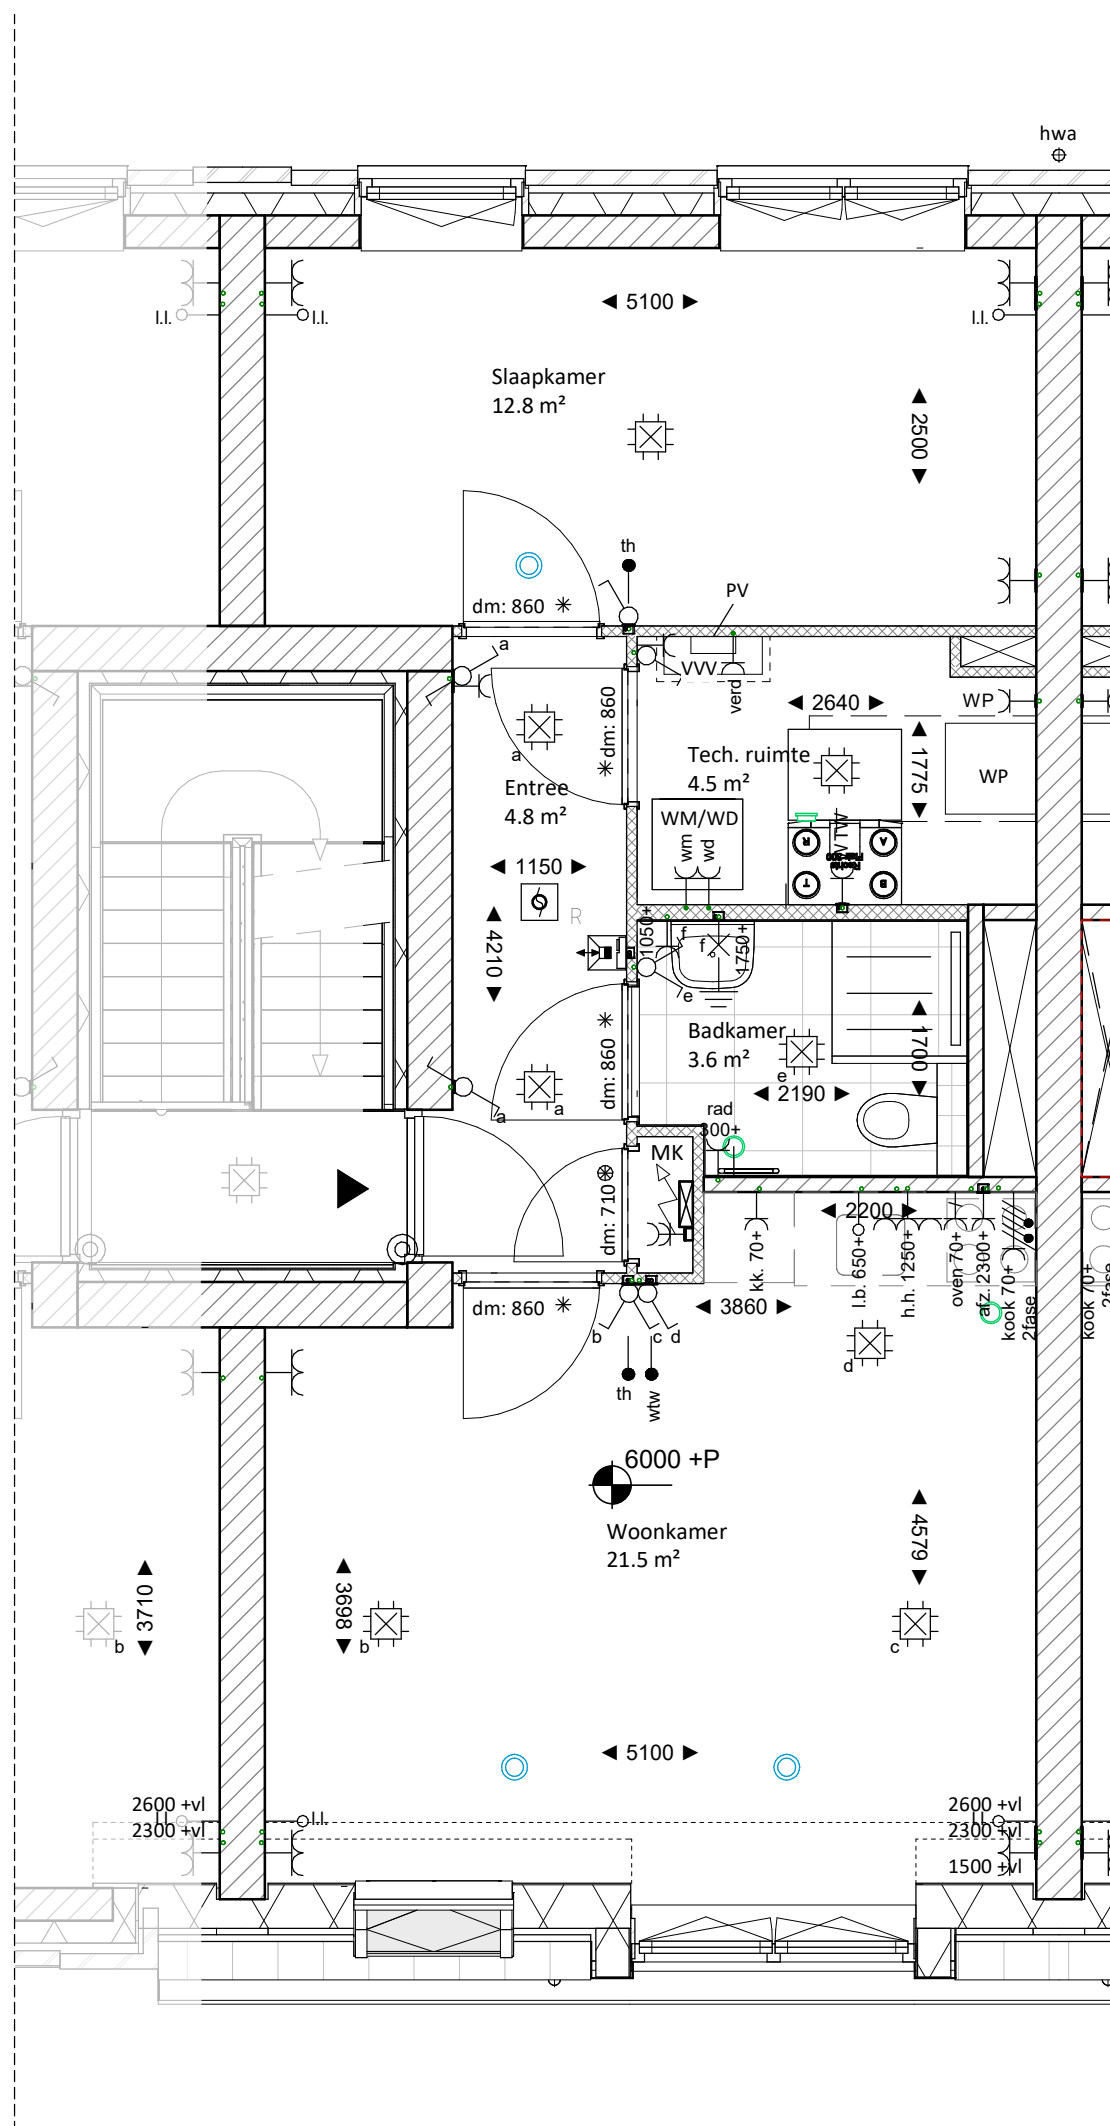 hwa
l.l.
l.l.
l.l.
5100
Slaapkamer
12.8 m²
2500
th
PV
dm: 860
a
VVV
verd
dm: 860
2640
WP
a
Tech. ruimte
4.5 m²
1775
WP
Entree
4.8 m²
WM/WD
wm
wd
R
A
T
B
1150
R
4210
1050+
f
f
1750+
e
Badkamer
3.6 m²
e
1700
2190
dm: 860
a
a
rad
300+
MK
dm: 710
2200
kk. 70+
l.b. 650+
h.h. 1250+
oven 70+
afz. 2300+
kook 70+
2fase
kook 70+
2fase
dm: 860
3860
b
c
d
d
th
wtw
6000 +P
Woonkamer
21.5 m²
4579
3710
3698
b
b
c
5100
2600 +vl
l.l.
2300 +vl
2600 +vl
2300 +vl
1500 +vl